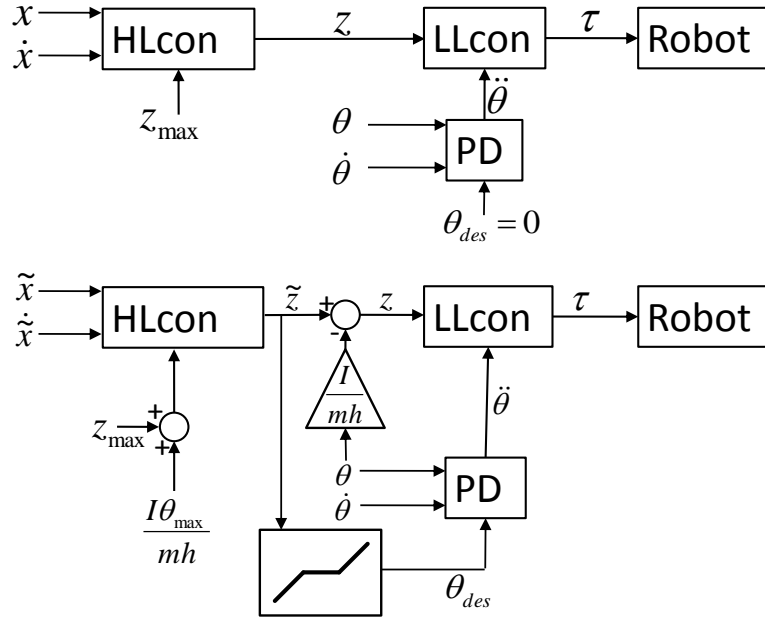 x
ẋ
HLcon
z
LLcon
τ
Robot
z_max
θ̈
θ
θ̇
PD
θ_des = 0
x̃
x̃̇
HLcon
z̃
+
-
z
LLcon
τ
Robot
I
mh
θ̈
z_max
+
+
θ
θ̇
PD
Iθ_max
mh
θ_des